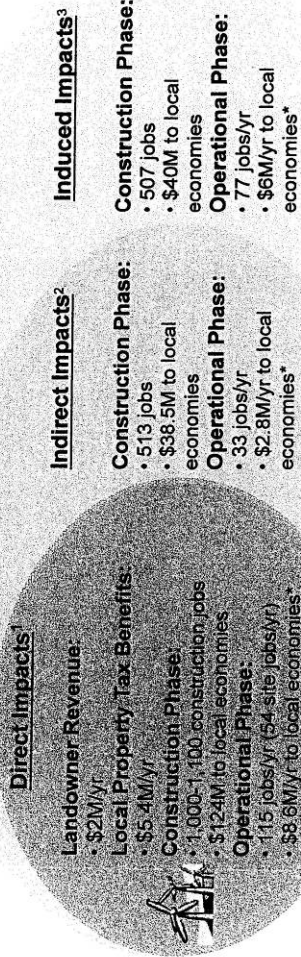 Direct Impacts¹
Landowner Revenue:
• $2M/yr
Local Property Tax Benefits:
• $5.4M/yr
Construction Phase:
• 1,000-1,100 construction jobs
• $124M to local economies
Operational Phase:
• 115 jobs/yr (54 site jobs/yr)
• $8.6M/yr to local economies*
Indirect Impacts²
Construction Phase:
• 513 jobs
• $38.5M to local
economies
Operational Phase:
• 33 jobs/yr
• $2.8M/yr to local
economies*
Induced Impacts³
Construction Phase:
• 507 jobs
• $40M to local
economies
Operational Phase:
• 77 jobs/yr
• $6M/yr to local
economies*